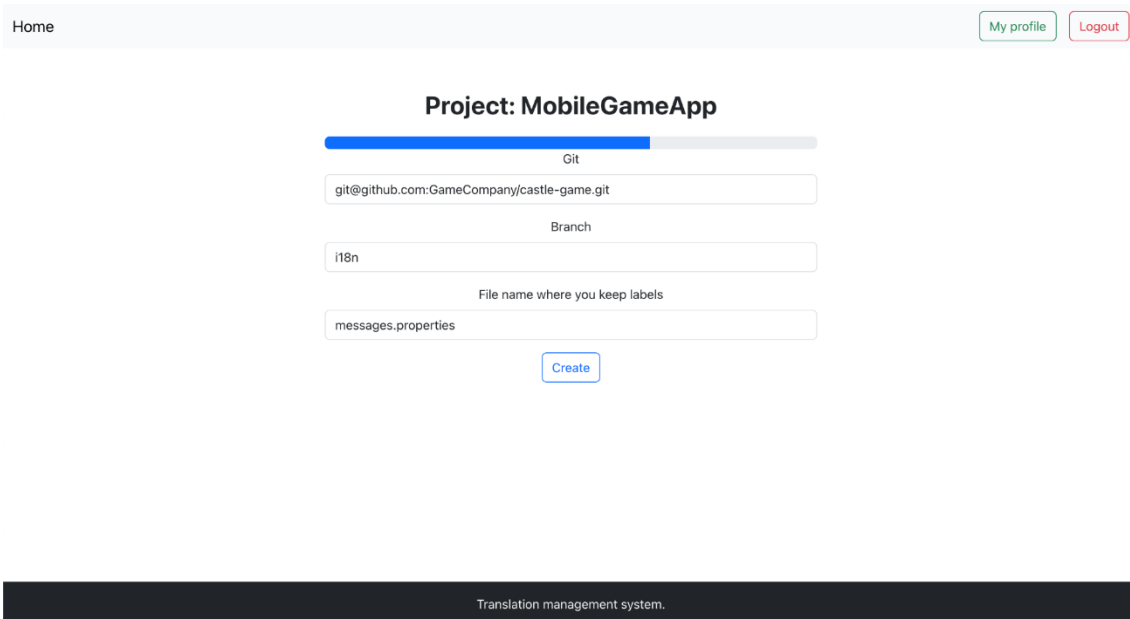 Home
My profile
Logout
Project: MobileGameApp
Git
git@github.com:GameCompany/castle-game.git
Branch
i18n
File name where you keep labels
messages.properties
Create
Translation management system.